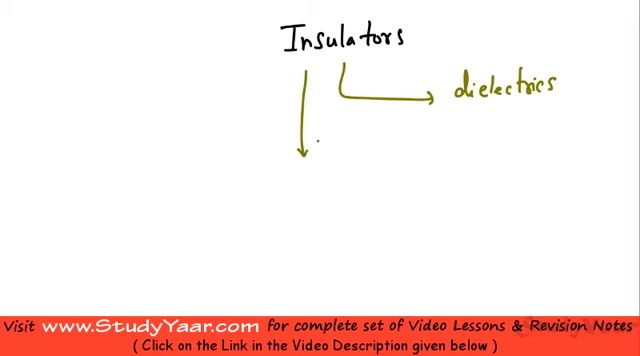 Insulators
dielectrics
Visit www.StudyYaar.com for complete set of Video Lessons & Revision Notes
( Click on the Link in the Video Description given below )